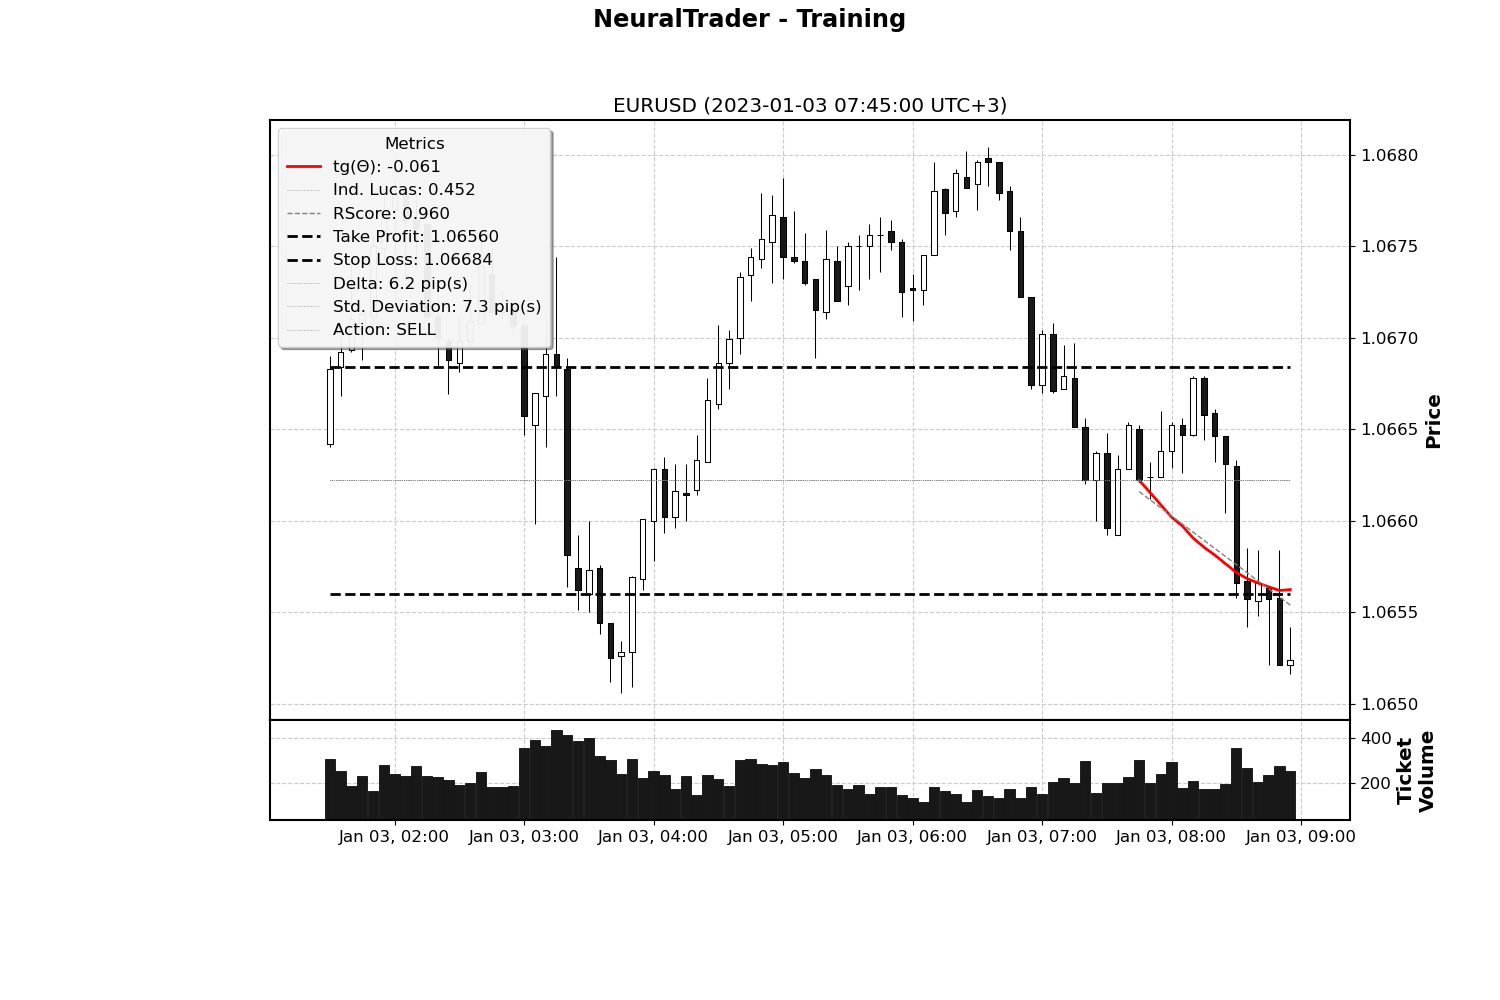 NeuralTrader - Training
EURUSD (2023-01-03 07:45:00 UTC+3)
Metrics
tg(Θ): -0.061
Ind. Lucas: 0.452
RScore: 0.960
Take Profit: 1.06560
Stop Loss: 1.06684
Delta: 6.2 pip(s)
Std. Deviation: 7.3 pip(s)
Action: SELL
1.0680
1.0675
1.0670
1.0665
1.0660
1.0655
1.0650
Price
400
200
Ticket
Volume
Jan 03, 02:00
Jan 03, 03:00
Jan 03, 04:00
Jan 03, 05:00
Jan 03, 06:00
Jan 03, 07:00
Jan 03, 08:00
Jan 03, 09:00